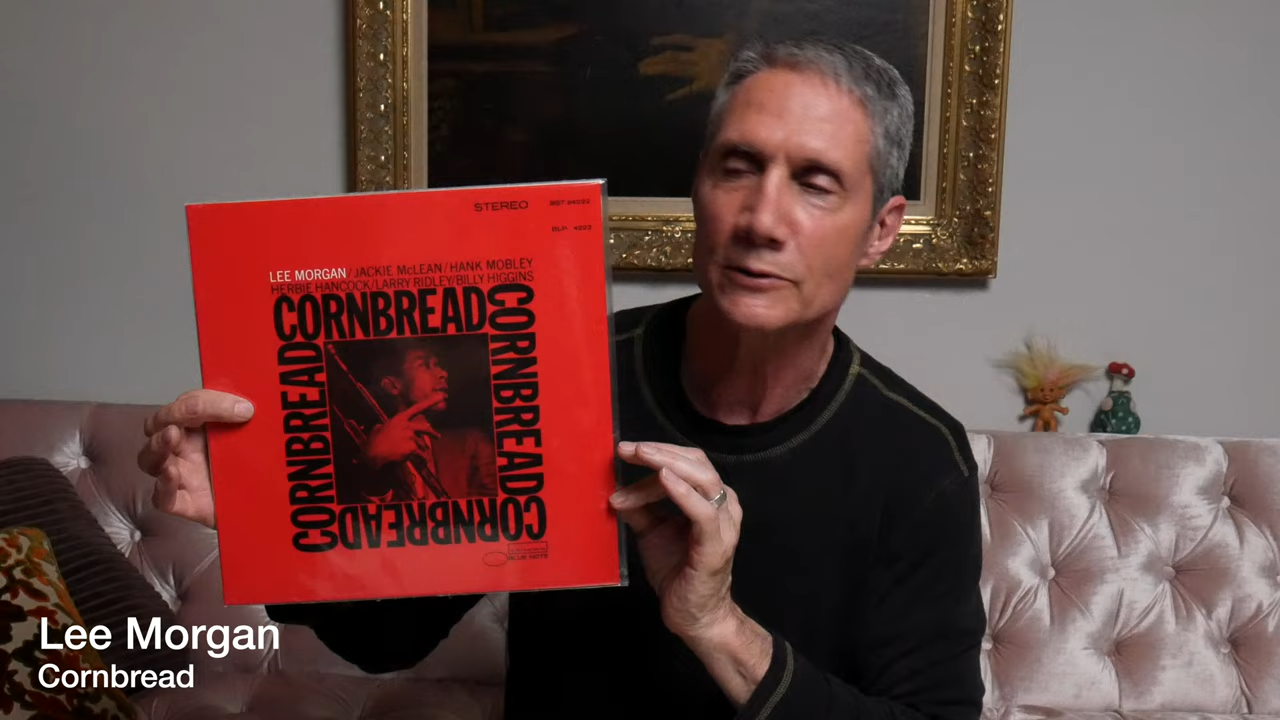 STEREO BST 84222
BLP 4222
LEE MORGAN/JACKIE McLEAN/HANK MOBLEY
HERBIE HANCOCK/LARRY RIDLEY/BILLY HIGGINS
CORNBREAD
CORNBREAD
CORNBREAD
CORNBREAD
BLUE NOTE
Lee Morgan
Cornbread